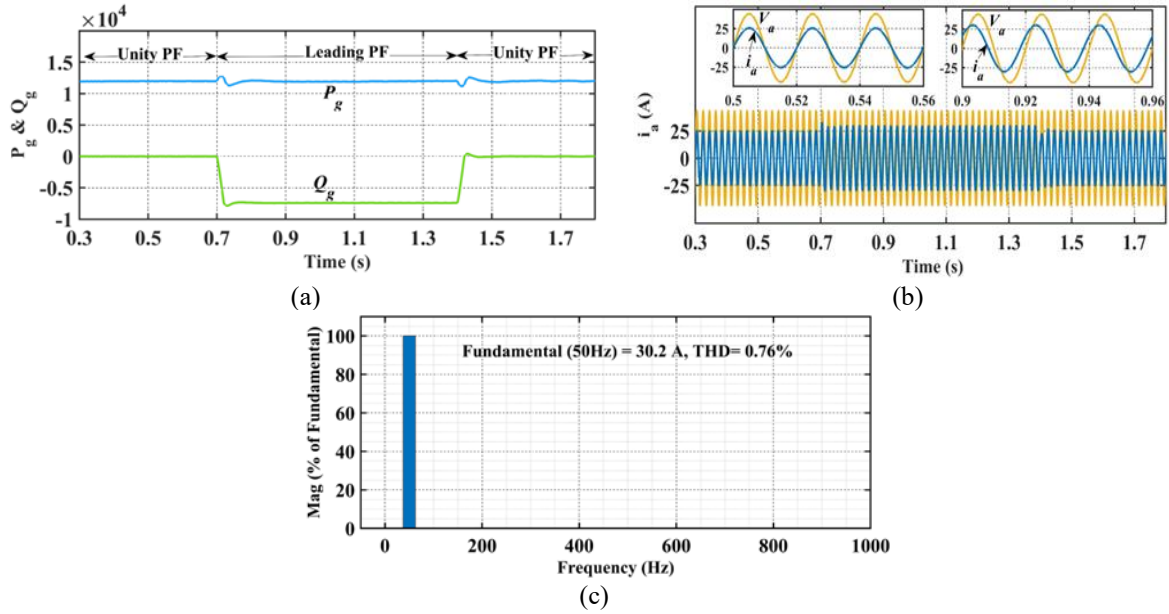 ×10⁴
Unity PF
Leading PF
Unity PF
1.5
1
0.5
0
-0.5
-1
P_g & Q_g
P_g
Q_g
0.3 0.5 0.7 0.9 1.1 1.3 1.5 1.7
Time (s)
(a)
25
0
-25
V_a
i_a
0.5 0.52 0.54 0.56
25
0
-25
V_a
i_a
0.9 0.92 0.94 0.96
i_a (A)
25
0
-25
0.3 0.5 0.7 0.9 1.1 1.3 1.5 1.7
Time (s)
(b)
Mag (% of Fundamental)
100
80
60
40
20
0
Fundamental (50Hz) = 30.2 A, THD= 0.76%
0 200 400 600 800 1000
Frequency (Hz)
(c)